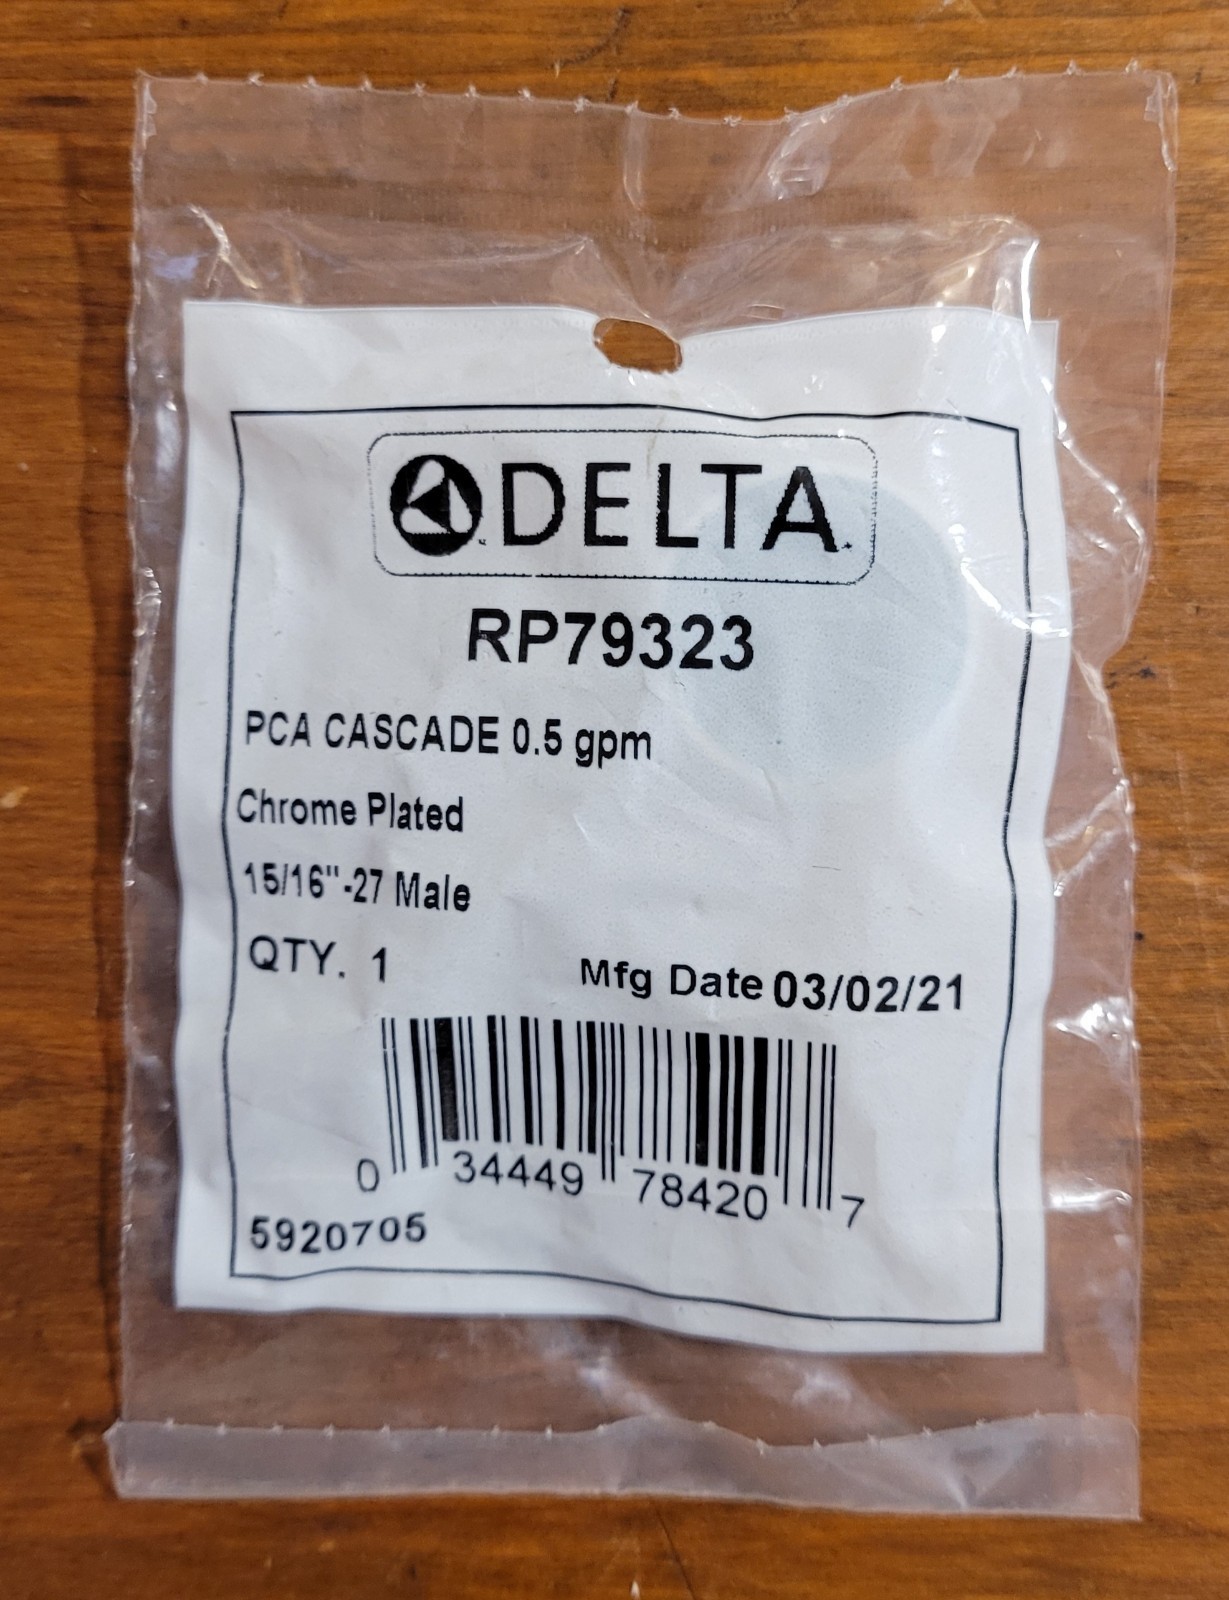 DELTA
RP79323
PCA CASCADE 0.5 gpm
Chrome Plated
15/16"-27 Male
QTY. 1 Mfg Date 03/02/21
0 34449 78420 7
5920705